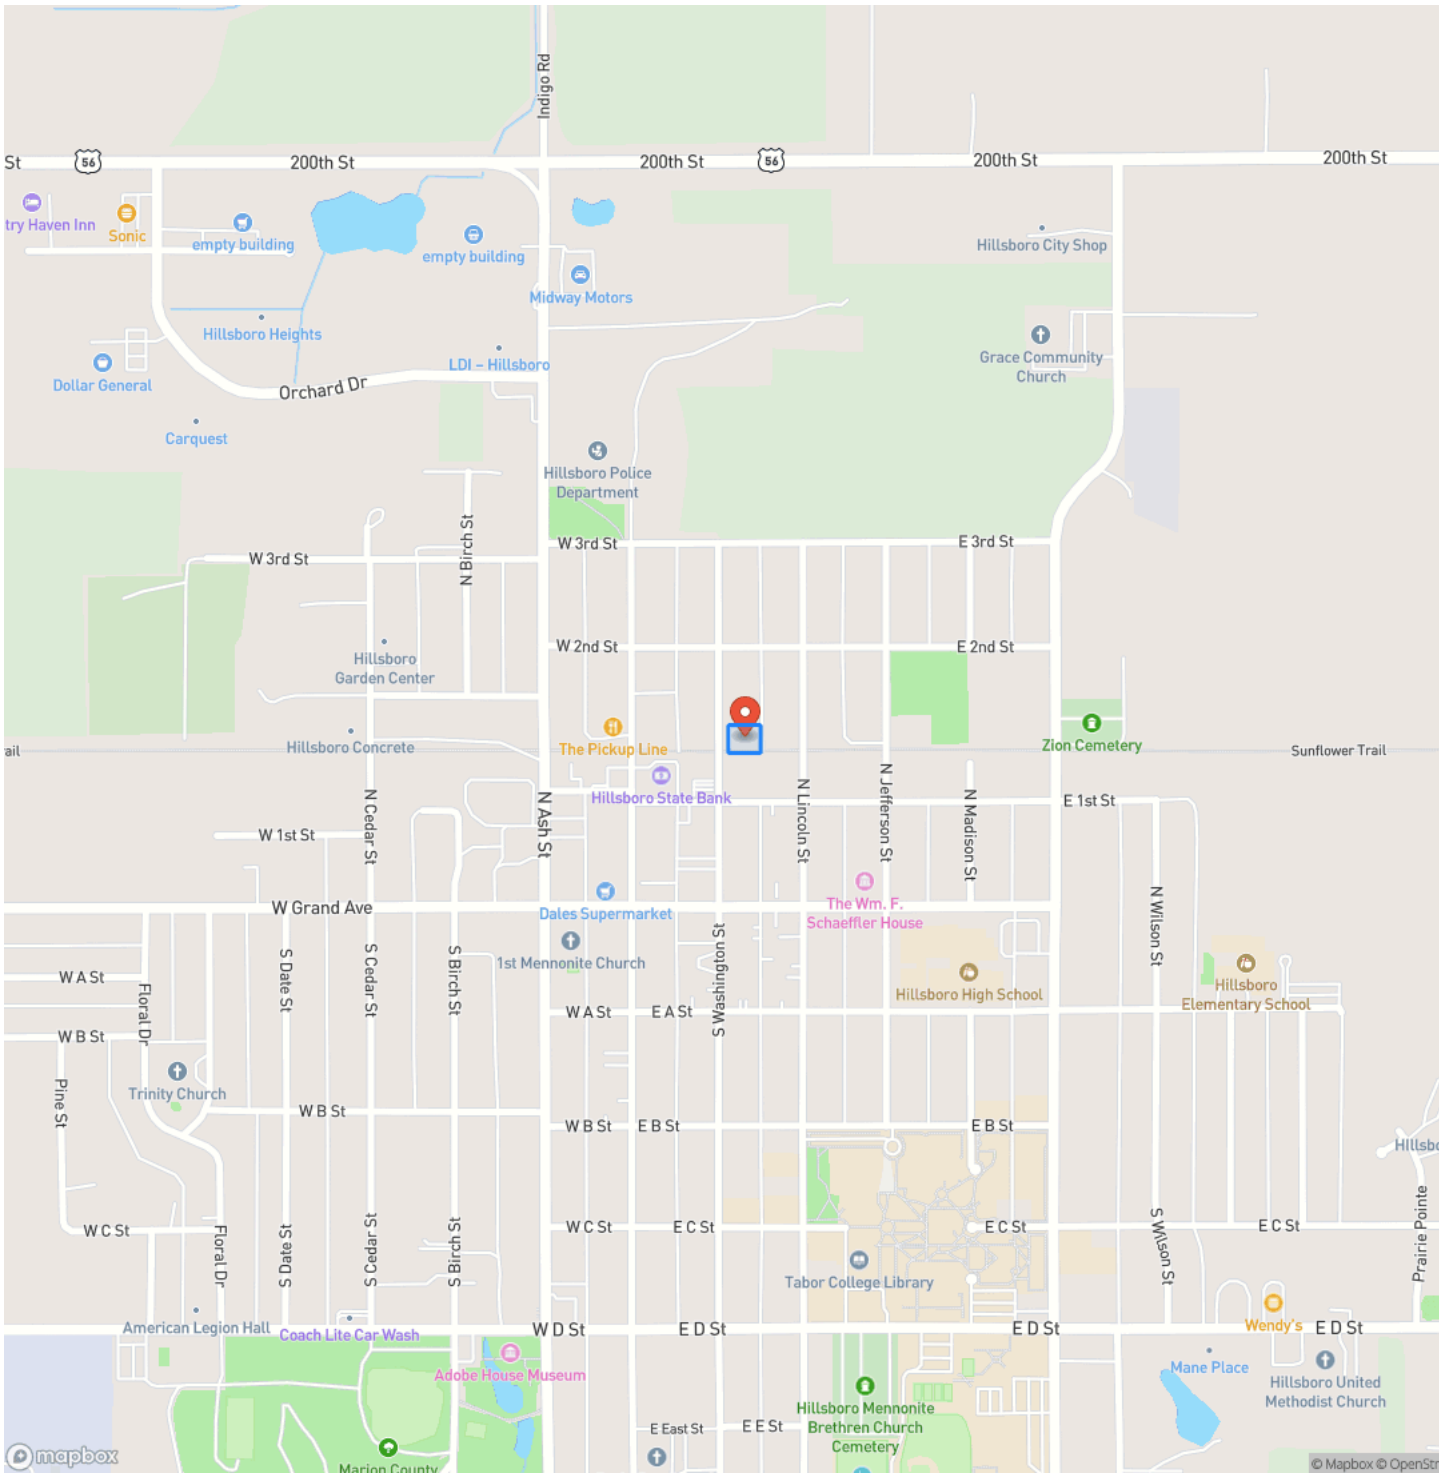 Indigo Rd
St
56
200th St
200th St
56
200th St
200th St
try Haven Inn
Sonic
empty building
empty building
Hillsboro City Shop
Midway Motors
Hillsboro Heights
LDI – Hillsboro
Grace Community
Church
Dollar General
Orchard Dr
Carquest
Hillsboro Police
Department
N Birch St
W 3rd St
W 3rd St
E 3rd St
W 2nd St
E 2nd St
Hillsboro
Garden Center
Hillsboro Concrete
The Pickup Line
Zion Cemetery
ail
Sunflower Trail
Hillsboro State Bank
N Cedar St
N Ash St
N Lincoln St
N Jefferson St
N Madison St
E 1st St
W 1st St
W Grand Ave
Dales Supermarket
The Wm. F.
Schaeffler House
N Wilson St
1st Mennonite Church
S Date St
S Cedar St
S Birch St
S Washington St
W A St
Floral Dr
Hillsboro High School
Hillsboro
Elementary School
W A St
E A St
W B St
Pine St
Trinity Church
W B St
W B St
E B St
E B St
HIllsbo
W C St
Floral Dr
S Date St
S Cedar St
S Birch St
W C St
E C St
E C St
S Wilson St
E C St
Prairie Pointe
Tabor College Library
American Legion Hall
Coach Lite Car Wash
W D St
E D St
E D St
Wendy's
E D St
Adobe House Museum
Mane Place
Hillsboro United
Methodist Church
Hillsboro Mennonite
Brethren Church
Cemetery
E East St
E E St
mapbox
Marion County
© Mapbox © OpenStr